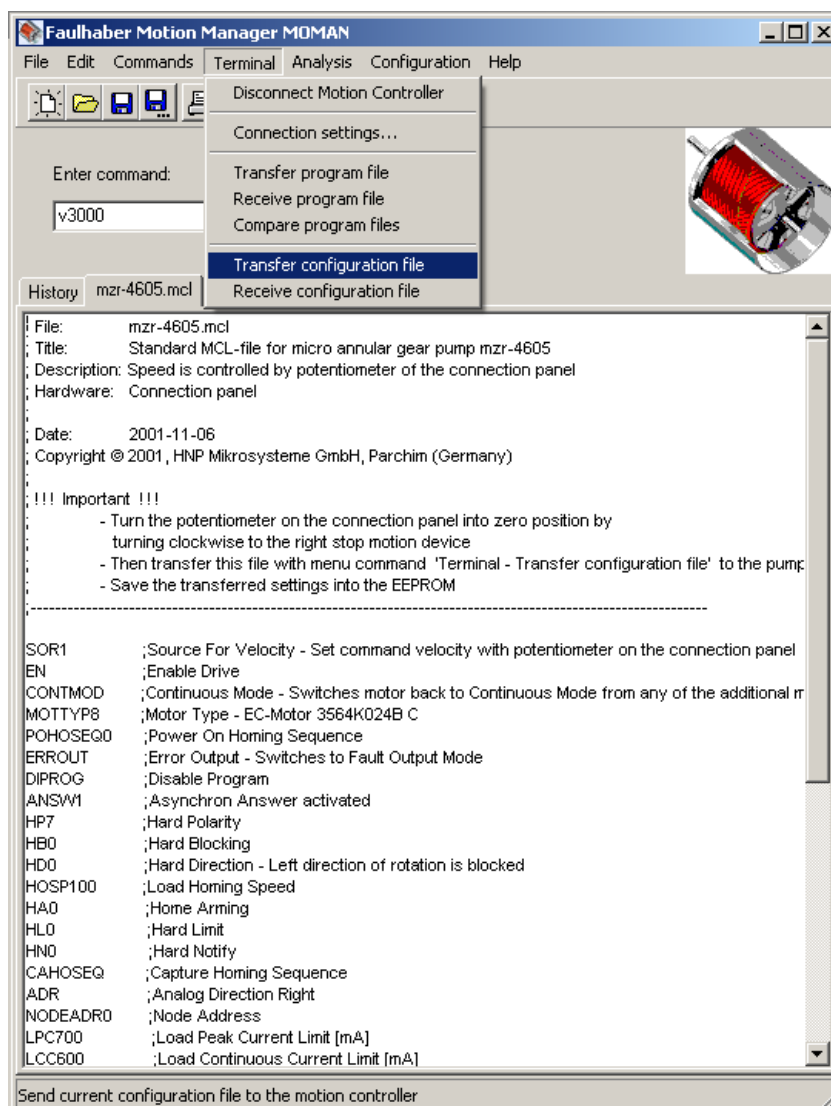 Faulhaber Motion Manager MOMAN
File Edit Commands Terminal Analysis Configuration Help
Disconnect Motion Controller
Connection settings...
Transfer program file
Receive program file
Compare program files
Transfer configuration file
Receive configuration file
Enter command:
v3000
History mzr-4605.mcl
; File: mzr-4605.mcl
; Title: Standard MCL-file for micro annular gear pump mzr-4605
; Description: Speed is controlled by potentiometer of the connection panel
; Hardware: Connection panel
;
; Date: 2001-11-06
; Copyright © 2001, HNP Mikrosysteme GmbH, Parchim (Germany)
;
; !!! Important !!!
; - Turn the potentiometer on the connection panel into zero position by
; turning clockwise to the right stop motion device
; - Then transfer this file with menu command 'Terminal - Transfer configuration file' to the pump
; - Save the transferred settings into the EEPROM
;--------------------------------------------------------------------------------------------------------------
SOR1 ;Source For Velocity - Set command velocity with potentiometer on the connection panel
EN ;Enable Drive
CONTMOD ;Continuous Mode - Switches motor back to Continuous Mode from any of the additional m
MOTTYP8 ;Motor Type - EC-Motor 3564K024B C
POHOSEQ0 ;Power On Homing Sequence
ERROUT ;Error Output - Switches to Fault Output Mode
DIPROG ;Disable Program
ANSW1 ;Asynchron Answer activated
HP7 ;Hard Polarity
HB0 ;Hard Blocking
HD0 ;Hard Direction - Left direction of rotation is blocked
HOSP100 ;Load Homing Speed
HA0 ;Home Arming
HL0 ;Hard Limit
HN0 ;Hard Notify
CAHOSEQ ;Capture Homing Sequence
ADR ;Analog Direction Right
NODEADR0 ;Node Address
LPC700 ;Load Peak Current Limit [mA]
LCC600 ;Load Continuous Current Limit [mA]
Send current configuration file to the motion controller